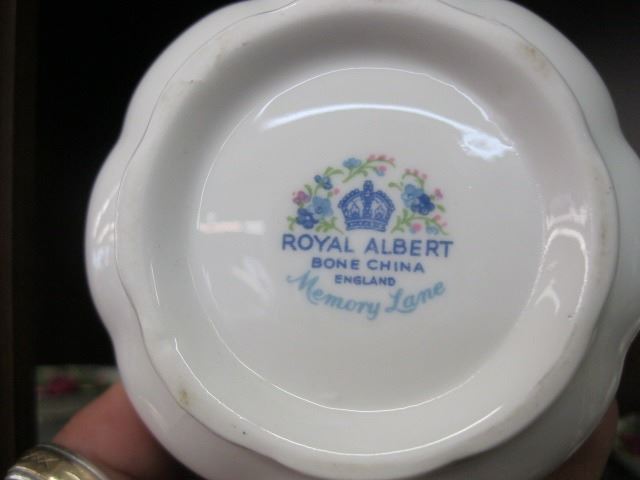 ROYAL ALBERT
BONE CHINA
ENGLAND
Memory Lane